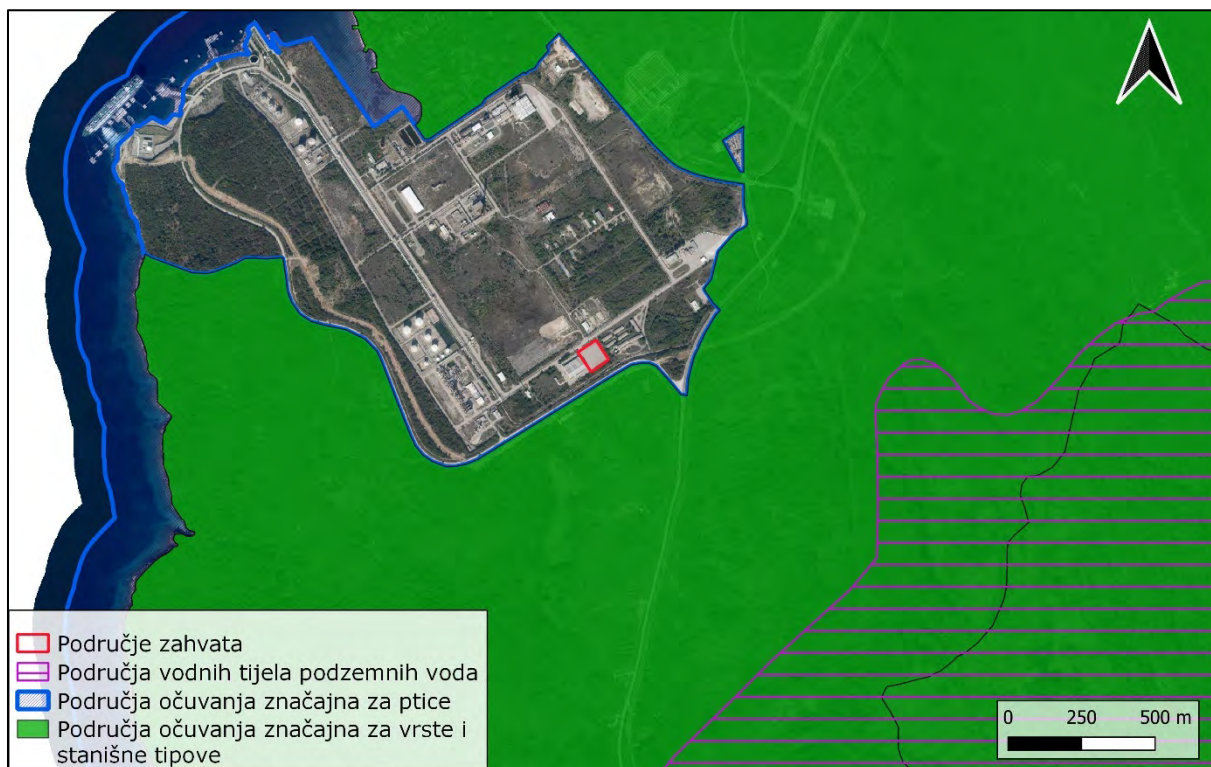 Područje zahvata
Područja vodnih tijela podzemnih voda
Područja očuvanja značajna za ptice
Područja očuvanja značajna za vrste i
stanišne tipove
0 250 500 m